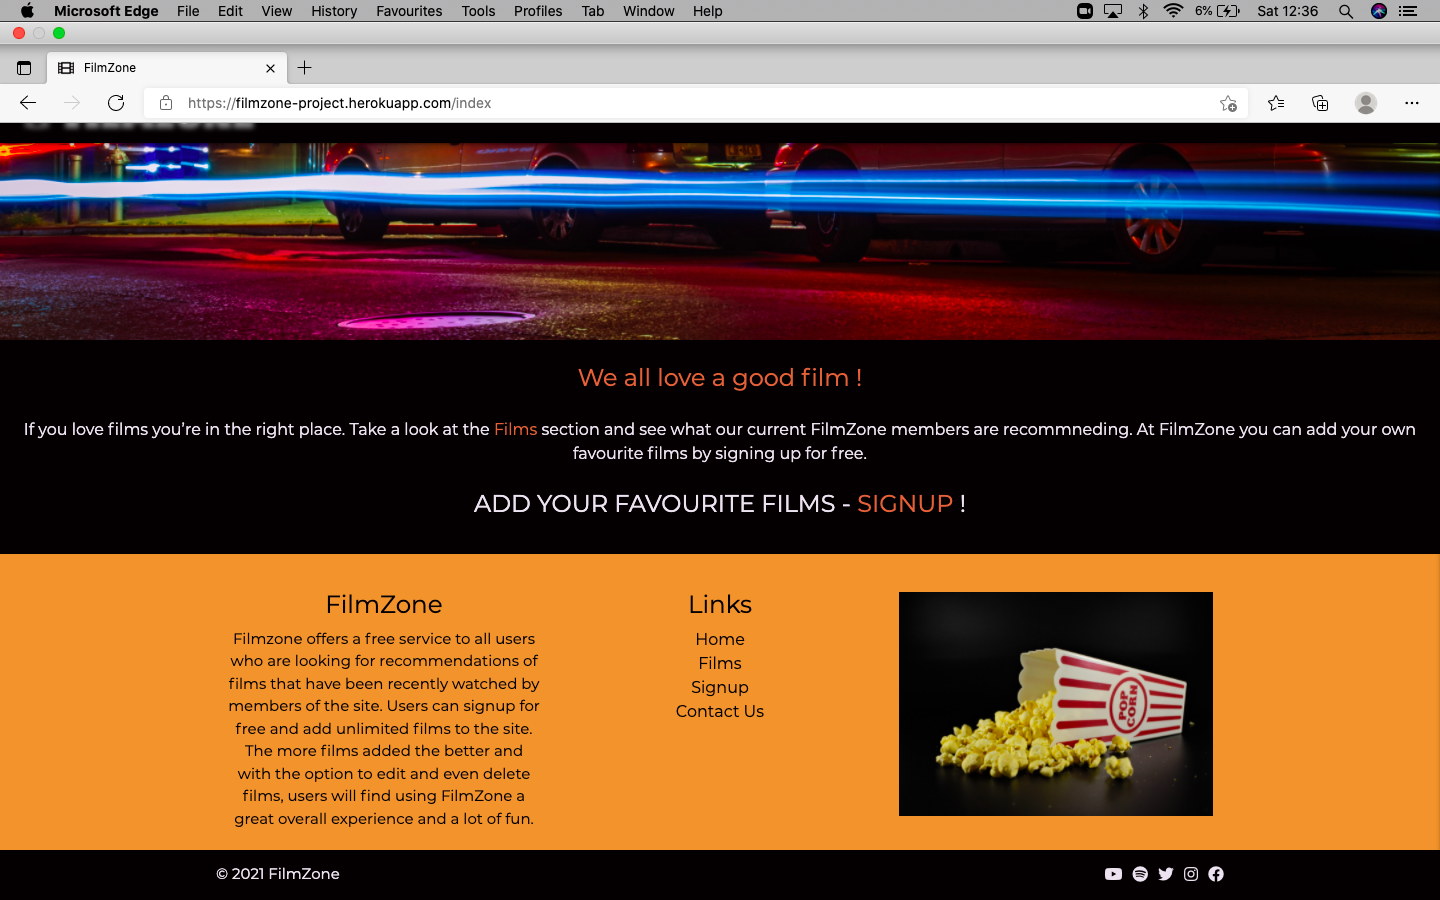 Microsoft Edge File Edit View History Favourites Tools Profiles Tab Window Help 6% Sat 12:36
FilmZone
https://filmzone-project.herokuapp.com/index
We all love a good film !
If you love films you’re in the right place. Take a look at the Films section and see what our current FilmZone members are recommneding. At FilmZone you can add your own
favourite films by signing up for free.
ADD YOUR FAVOURITE FILMS - SIGNUP !
FilmZone
Filmzone offers a free service to all users
who are looking for recommendations of
films that have been recently watched by
members of the site. Users can signup for
free and add unlimited films to the site.
The more films added the better and
with the option to edit and even delete
films, users will find using FilmZone a
great overall experience and a lot of fun.
Links
Home
Films
Signup
Contact Us
POP
CORN
© 2021 FilmZone